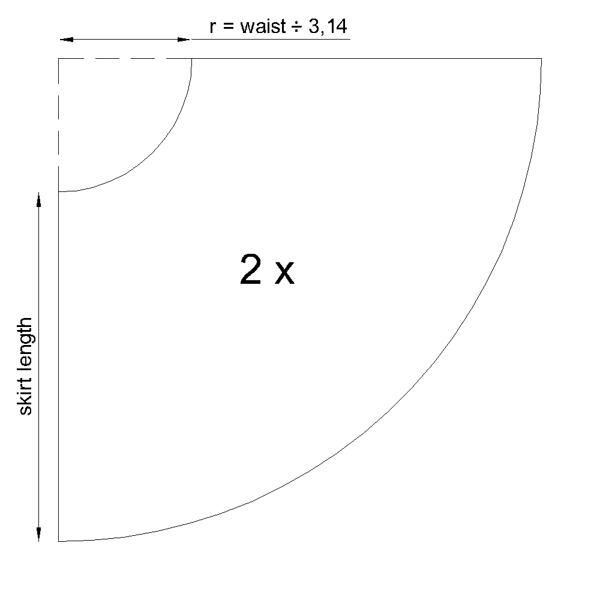 r = waist ÷ 3,14
2 x
skirt length